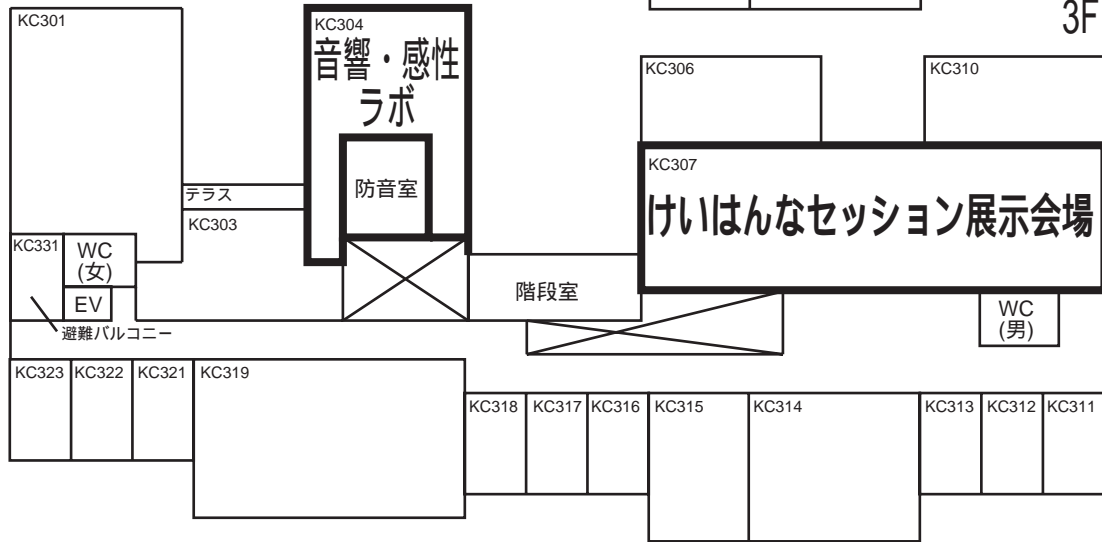 3F
KC301
KC304
音響・感性
ラボ
防音室
KC306
KC310
KC307
けいはんなセッション展示会場
テラス
KC303
KC331
WC
(女)
EV
避難バルコニー
階段室
WC
(男)
KC323
KC322
KC321
KC319
KC318
KC317
KC316
KC315
KC314
KC313
KC312
KC311